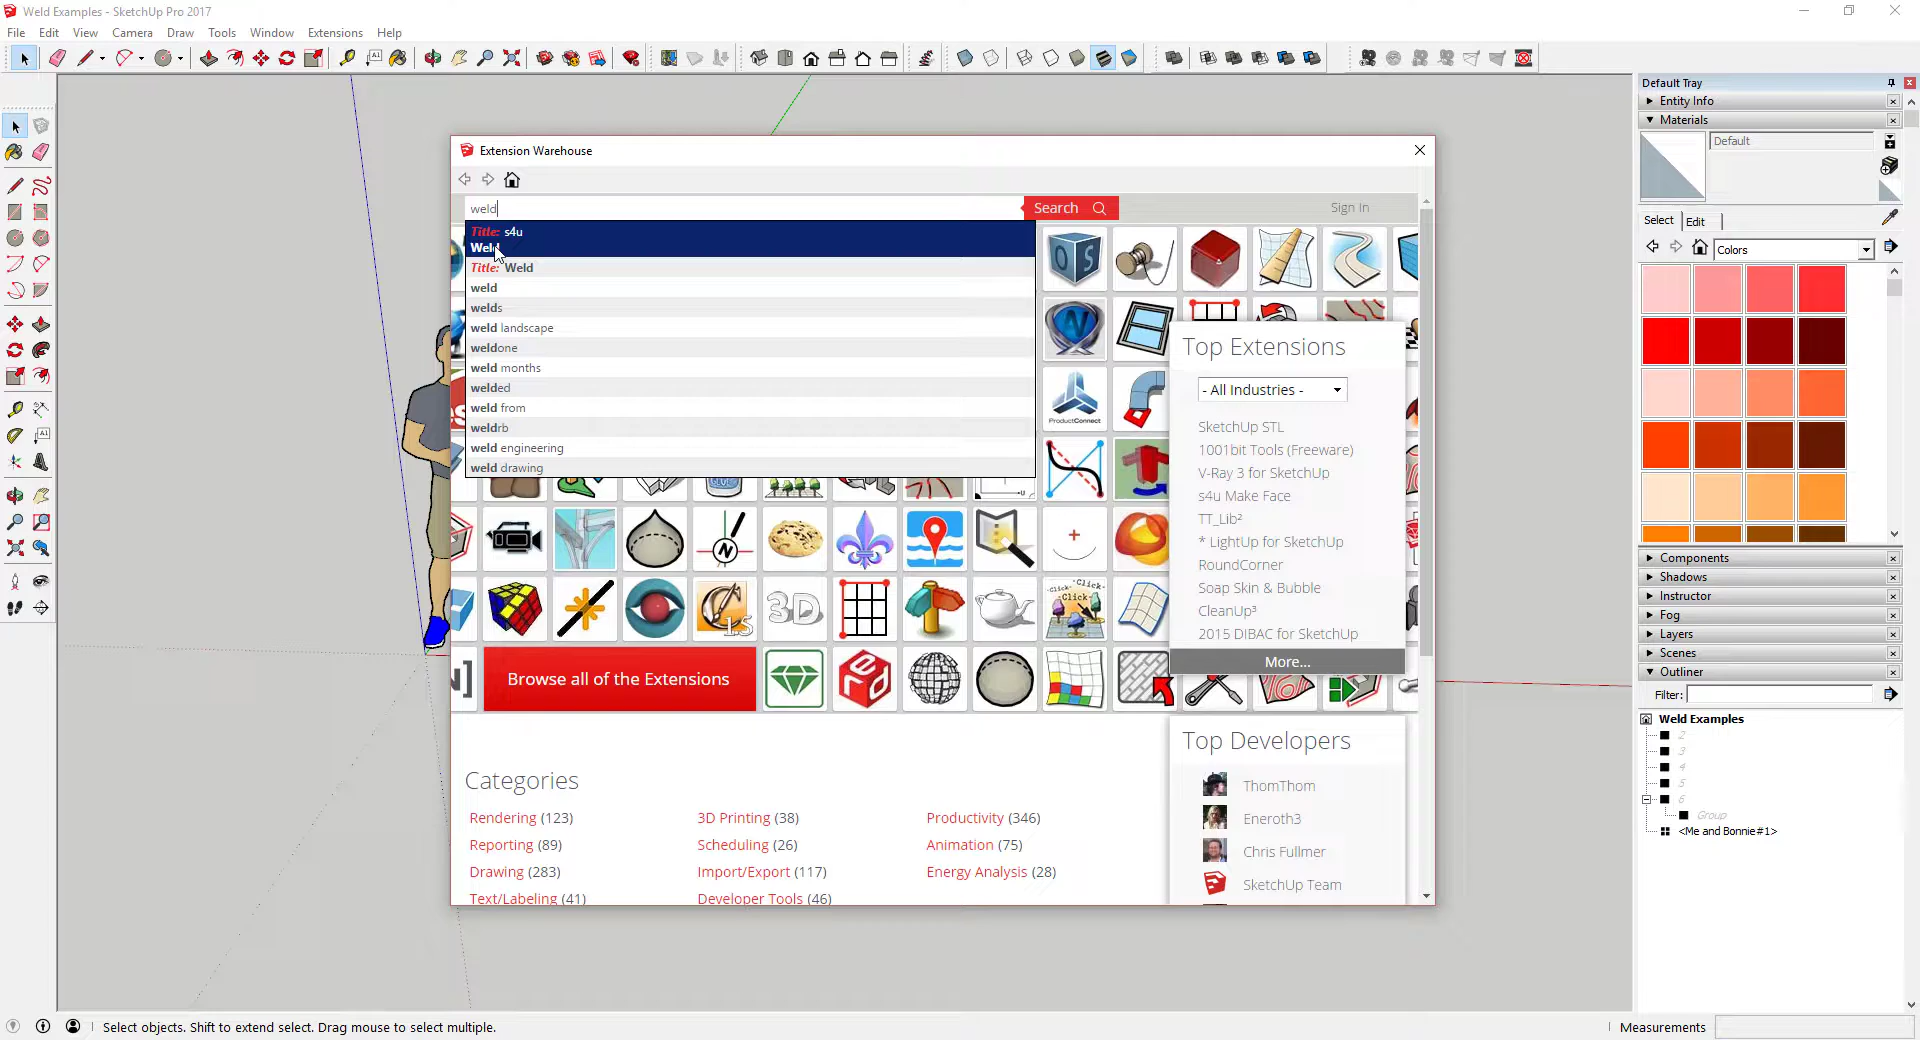 Weld Examples - SketchUp Pro 2017
File Edit View Camera Draw Tools Window Extensions Help
Default Tray
Entity Info
Materials
Default
Select Edit
Colors
Components
Shadows
Instructor
Fog
Layers
Scenes
Outliner
Filter:
Weld Examples
2
3
4
5
6
Group
<Me and Bonnie#1>
Extension Warehouse
weld
Search
Sign In
Title: s4u
Weld
Title: Weld
weld
welds
weld landscape
weldone
weld months
welded
weld from
weldrb
weld engineering
weld drawing
ProductConnect
Top Extensions
- All Industries -
SketchUp STL
1001bit Tools (Freeware)
V-Ray 3 for SketchUp
s4u Make Face
TT_Lib²
* LightUp for SketchUp
RoundCorner
Soap Skin & Bubble
CleanUp³
2015 DIBAC for SketchUp
More...
Browse all of the Extensions
Top Developers
ThomThom
Eneroth3
Chris Fullmer
SketchUp Team
Categories
Rendering (123) 3D Printing (38) Productivity (346)
Reporting (89) Scheduling (26) Animation (75)
Drawing (283) Import/Export (117) Energy Analysis (28)
Text/Labeling (41) Developer Tools (46)
Select objects. Shift to extend select. Drag mouse to select multiple.
Measurements